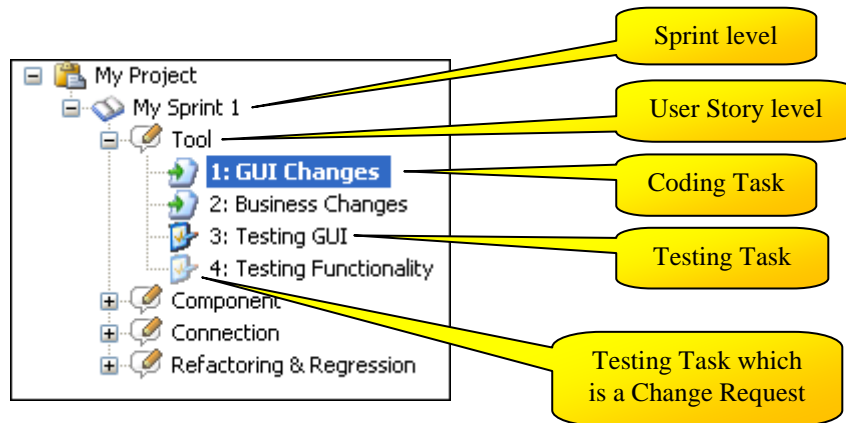 Sprint level
My Project
My Sprint 1
User Story level
Tool
1: GUI Changes
Coding Task
2: Business Changes
3: Testing GUI
Testing Task
4: Testing Functionality
Component
Connection
Refactoring & Regression
Testing Task which
is a Change Request